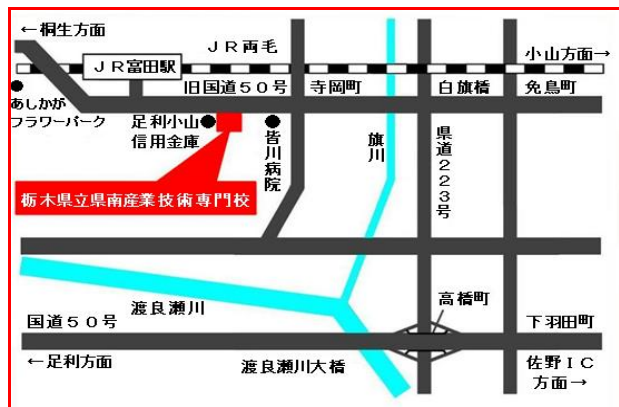 ←桐生方面
JR両毛
小山方面→
JR富田駅
旧国道50号
寺岡町
白旗橋
免鳥町
あしかが
フラワーパーク
足利小山
信用金庫
皆川病院
旗川
県道223号
栃木県立県南産業技術専門校
渡良瀬川
高橋町
国道50号
下羽田町
←足利方面
渡良瀬川大橋
佐野IC
方面→